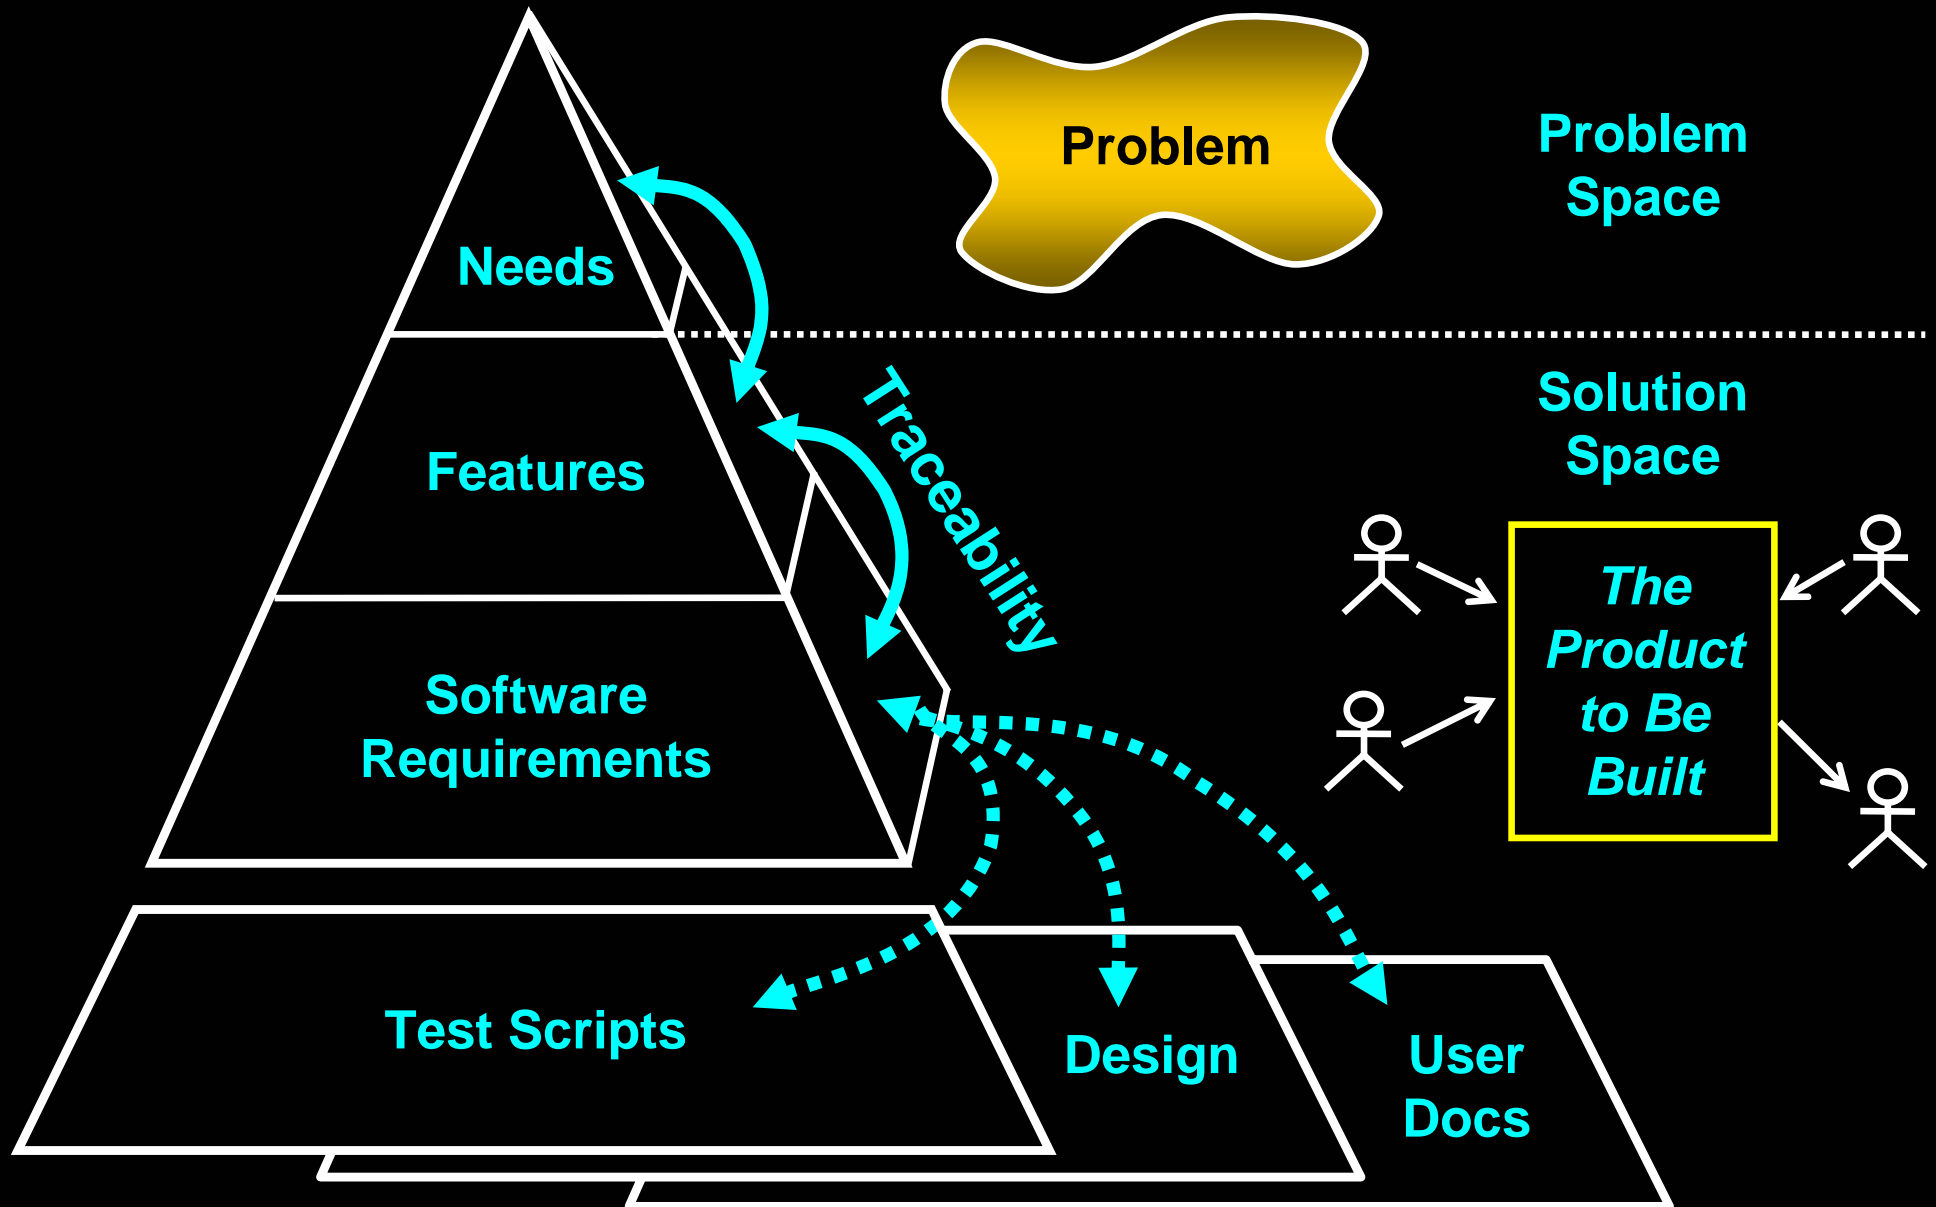 Problem
Problem
Space
Needs
Solution
Space
Features
Traceability
The
Product
to Be
Built
Software
Requirements
Test Scripts
Design
User
Docs